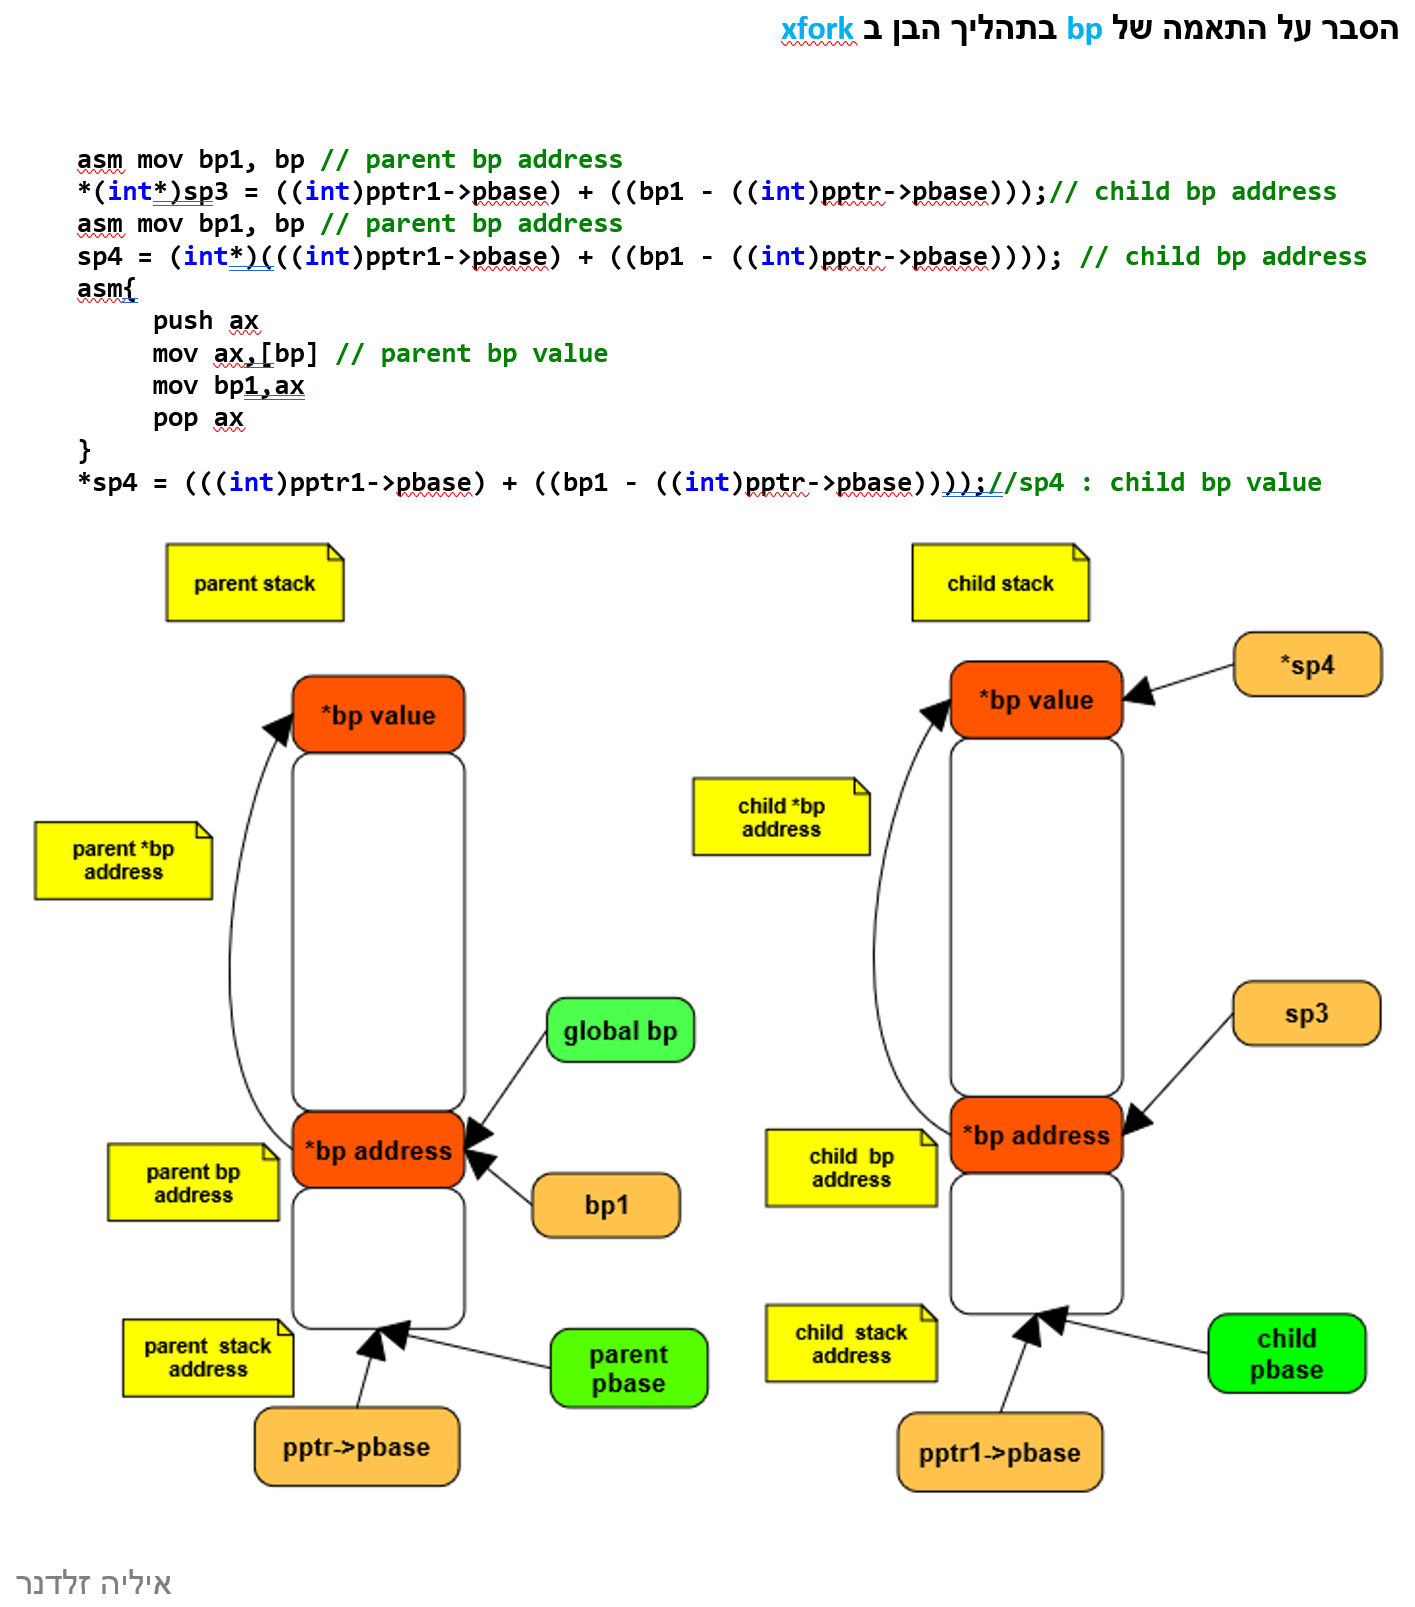 הסבר על התאמה של bp בתהליך הבן ב xfork
asm mov bp1, bp // parent bp address
*(int*)sp3 = ((int)pptr1->pbase) + ((bp1 - ((int)pptr->pbase)));// child bp address
asm mov bp1, bp // parent bp address
sp4 = (int*)(((int)pptr1->pbase) + ((bp1 - ((int)pptr->pbase)))); // child bp address
asm{
push ax
mov ax,[bp] // parent bp value
mov bp1,ax
pop ax
}
*sp4 = (((int)pptr1->pbase) + ((bp1 - ((int)pptr->pbase))));//sp4 : child bp value
parent stack
*bp value
parent *bp
address
global bp
*bp address
parent bp
address
bp1
parent stack
address
parent
pbase
pptr->pbase
child stack
*sp4
*bp value
child *bp
address
sp3
*bp address
child bp
address
child stack
address
child
pbase
pptr1->pbase
איליה זלדנר